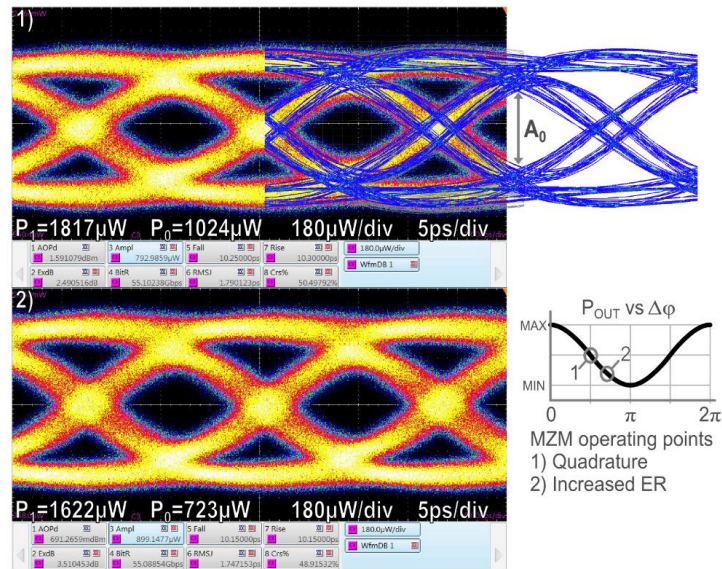 1)
A₀
P₁=1817µW P₀=1024µW 180µW/div 5ps/div
1 AOPd 3 Ampl 5 Fall 7 Rise 180.0µW/div
1.591079dBm 792.9859µW 10.25000ps 10.30000ps
WfmDB 1
2 ExdB 4 BitR 6 RMSJ 8 Crs%
2.490516dB 55.10238Gbps 1.790123ps 50.49792%
2)
P₁=1622µW P₀=723µW 180µW/div 5ps/div
1 AOPd 3 Ampl 5 Fall 7 Rise 180.0µW/div
691.2659mdBm 899.1477µW 10.15000ps 10.15000ps
WfmDB 1
2 ExdB 4 BitR 6 RMSJ 8 Crs%
3.510453dB 55.08854Gbps 1.747153ps 48.91532%
P_OUT vs Δφ
MAX
MIN
1 2
0 π 2π
MZM operating points
1) Quadrature
2) Increased ER